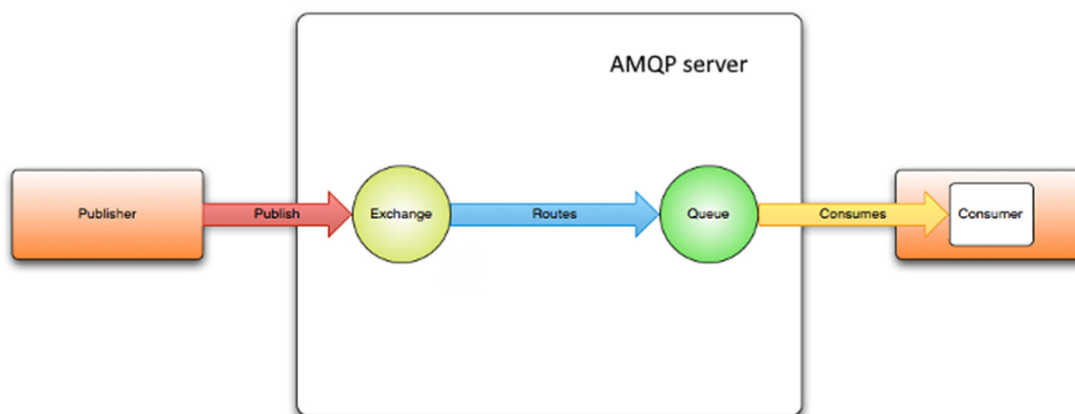 AMQP server
Publisher
Publish
Exchange
Routes
Queue
Consumes
Consumer